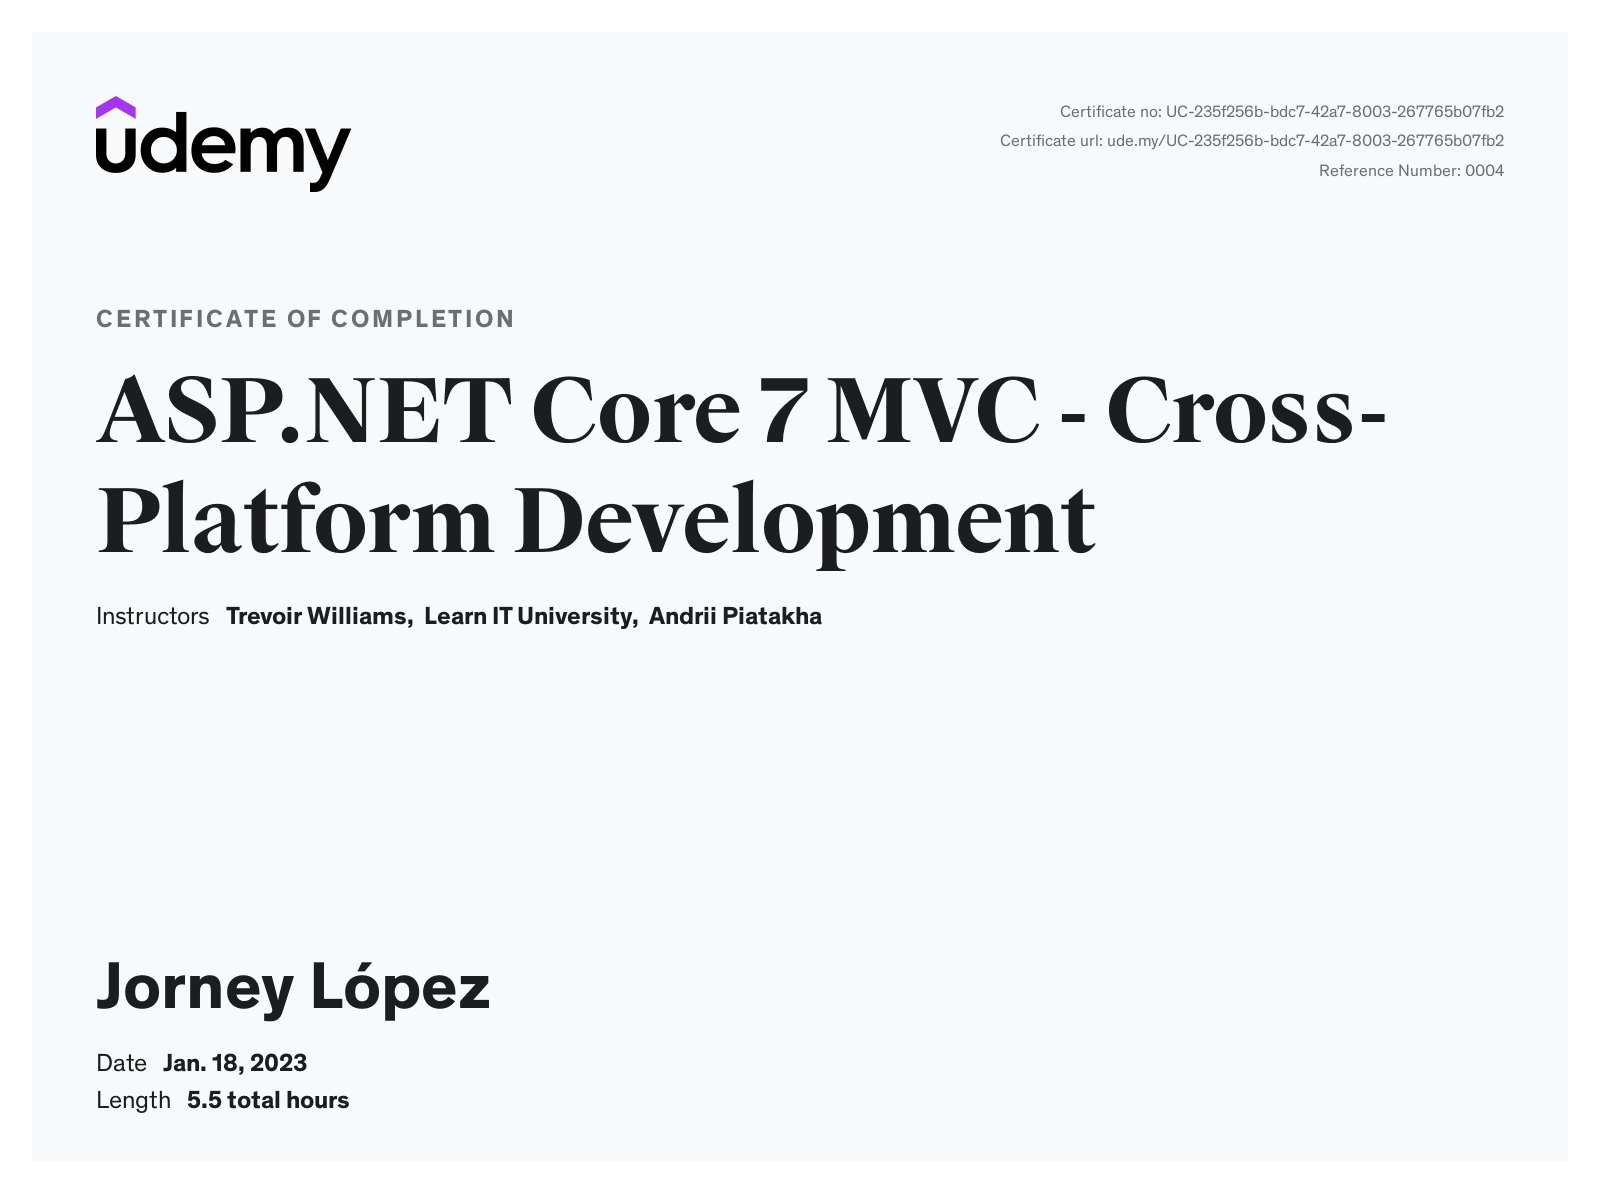 udemy
Certificate no: UC-235f256b-bdc7-42a7-8003-267765b07fb2
Certificate url: ude.my/UC-235f256b-bdc7-42a7-8003-267765b07fb2
Reference Number: 0004
CERTIFICATE OF COMPLETION
ASP.NET Core 7 MVC - Cross-
Platform Development
Instructors Trevoir Williams, Learn IT University, Andrii Piatakha
Jorney López
Date Jan. 18, 2023
Length 5.5 total hours